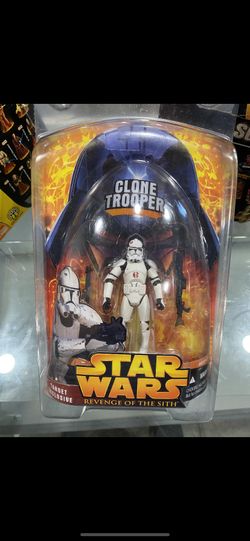 CLONE
TROOPER
STAR
WARS
REVENGE OF THE SITH
TARGET
EXCLUSIVE